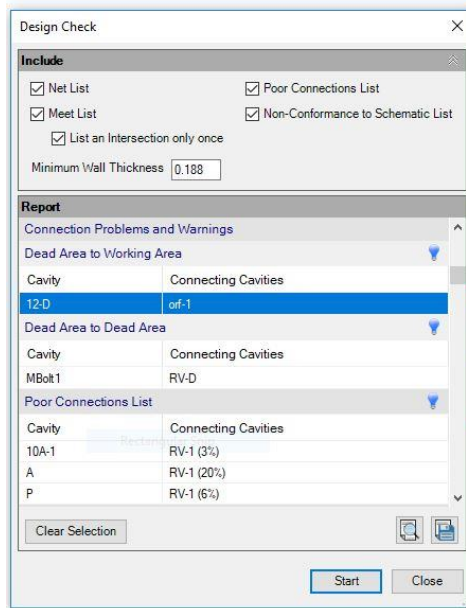 Design Check
Include
Net List Poor Connections List
Meet List Non-Conformance to Schematic List
List an Intersection only once
Minimum Wall Thickness 0.188
Report
Connection Problems and Warnings
Dead Area to Working Area
Cavity Connecting Cavities
12-D orf-1
Dead Area to Dead Area
Cavity Connecting Cavities
MBolt1 RV-D
Poor Connections List
Cavity Connecting Cavities
Rectangular Snip
10A-1 RV-1 (3%)
A RV-1 (20%)
P RV-1 (6%)
Clear Selection
Start Close